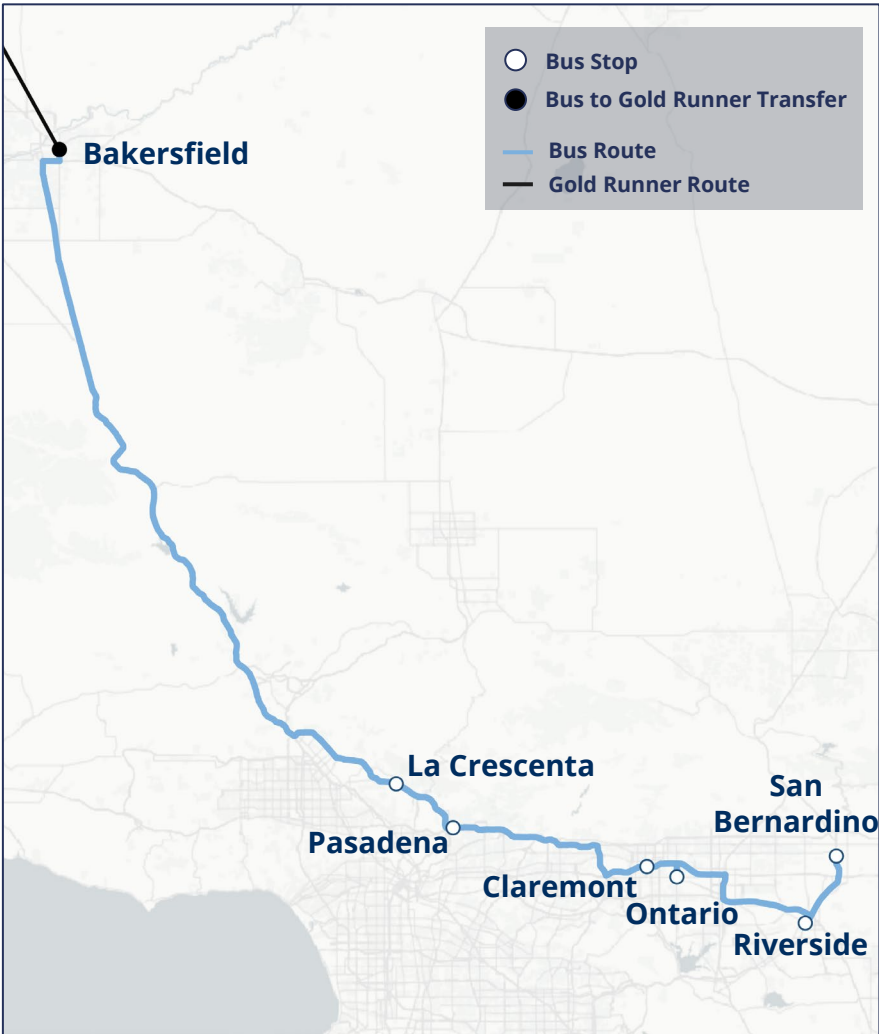 Bus Stop
Bus to Gold Runner Transfer
Bus Route
Gold Runner Route
Bakersfield
La Crescenta
San
Bernardino
Pasadena
Claremont
Ontario
Riverside